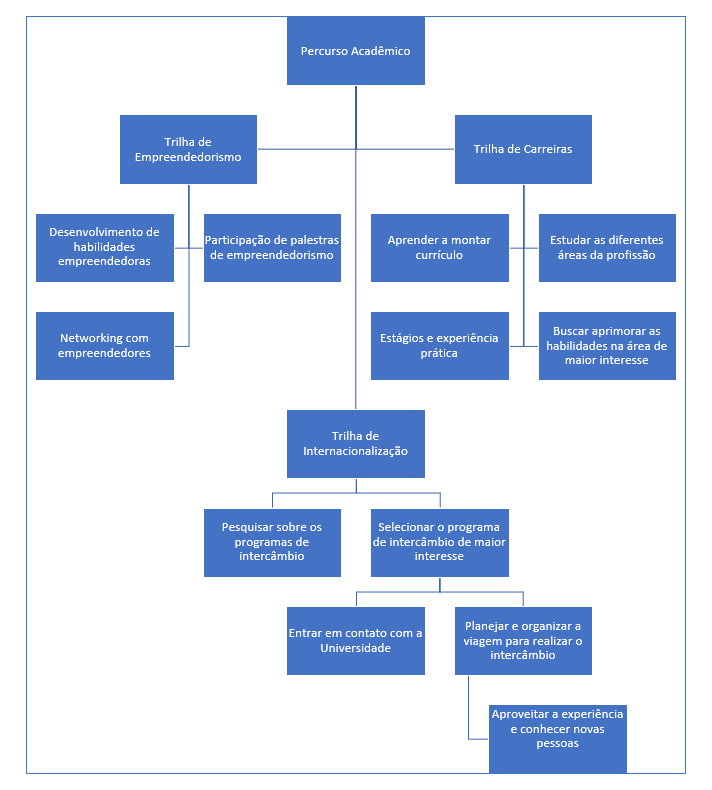 Percurso Acadêmico
Trilha de
Empreendedorismo
Trilha de Carreiras
Desenvolvimento de
habilidades
empreendedoras
Participação de palestras
de empreendedorismo
Aprender a montar
currículo
Estudar as diferentes
áreas da profissão
Networking com
empreendedores
Estágios e experiência
prática
Buscar aprimorar as
habilidades na área de
maior interesse
Trilha de
Internacionalização
Pesquisar sobre os
programas de
intercâmbio
Selecionar o programa
de intercâmbio de maior
interesse
Entrar em contato com a
Universidade
Planejar e organizar a
viagem para realizar o
intercâmbio
Aproveitar a experiência
e conhecer novas
pessoas